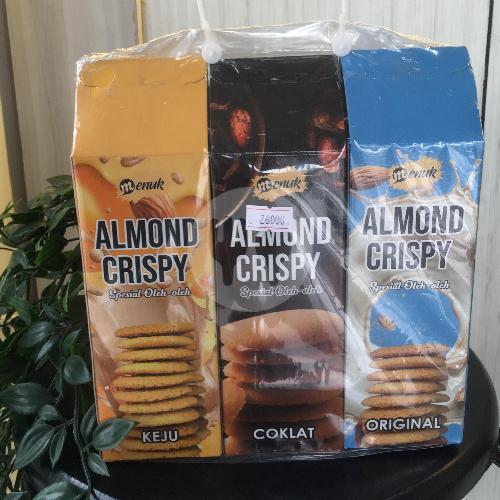 menuk
ALMOND
CRISPY
Spesial Oleh-oleh
KEJU
menuk
26000
ALMOND
CRISPY
Spesial Oleh-oleh
COKLAT
menuk
ALMOND
CRISPY
Spesial Oleh-oleh
ORIGINAL